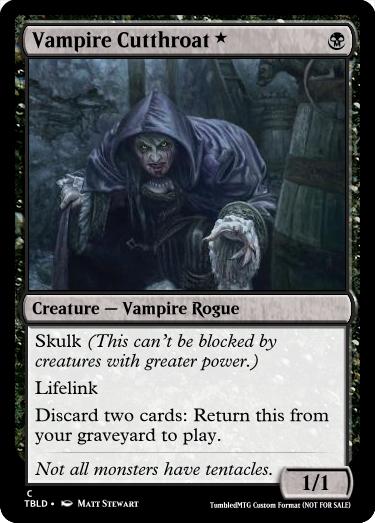 Vampire Cutthroat ★
Creature — Vampire Rogue
Skulk (This can't be blocked by
creatures with greater power.)
Lifelink
Discard two cards: Return this from
your graveyard to play.
Not all monsters have tentacles.
1/1
C
TBLD • Matt Stewart
TumbledMTG Custom Format (NOT FOR SALE)